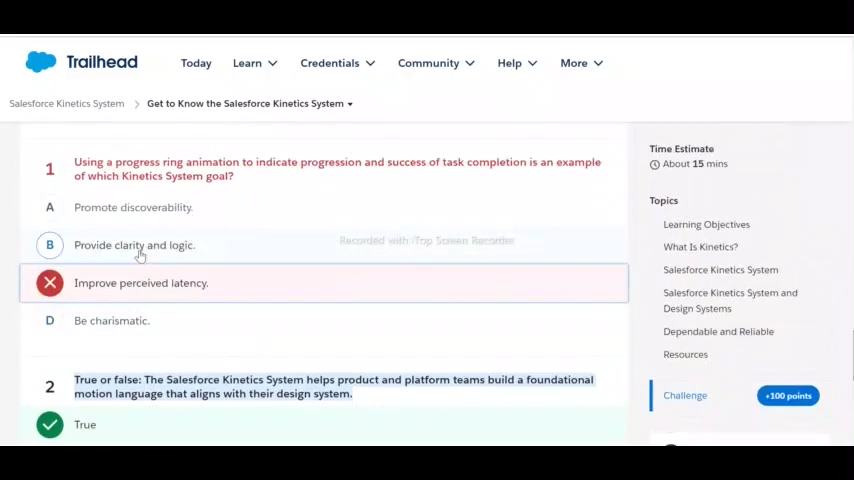 Trailhead
Today Learn Credentials Community Help More
Salesforce Kinetics System > Get to Know the Salesforce Kinetics System
1 Using a progress ring animation to indicate progression and success of task completion is an example
of which Kinetics System goal?
A Promote discoverability.
B Provide clarity and logic.
Improve perceived latency.
D Be charismatic.
2 True or false: The Salesforce Kinetics System helps product and platform teams build a foundational
motion language that aligns with their design system.
True
Recorded with iTop Screen Recorder
Time Estimate
About 15 mins
Topics
Learning Objectives
What Is Kinetics?
Salesforce Kinetics System
Salesforce Kinetics System and
Design Systems
Dependable and Reliable
Resources
Challenge +100 points